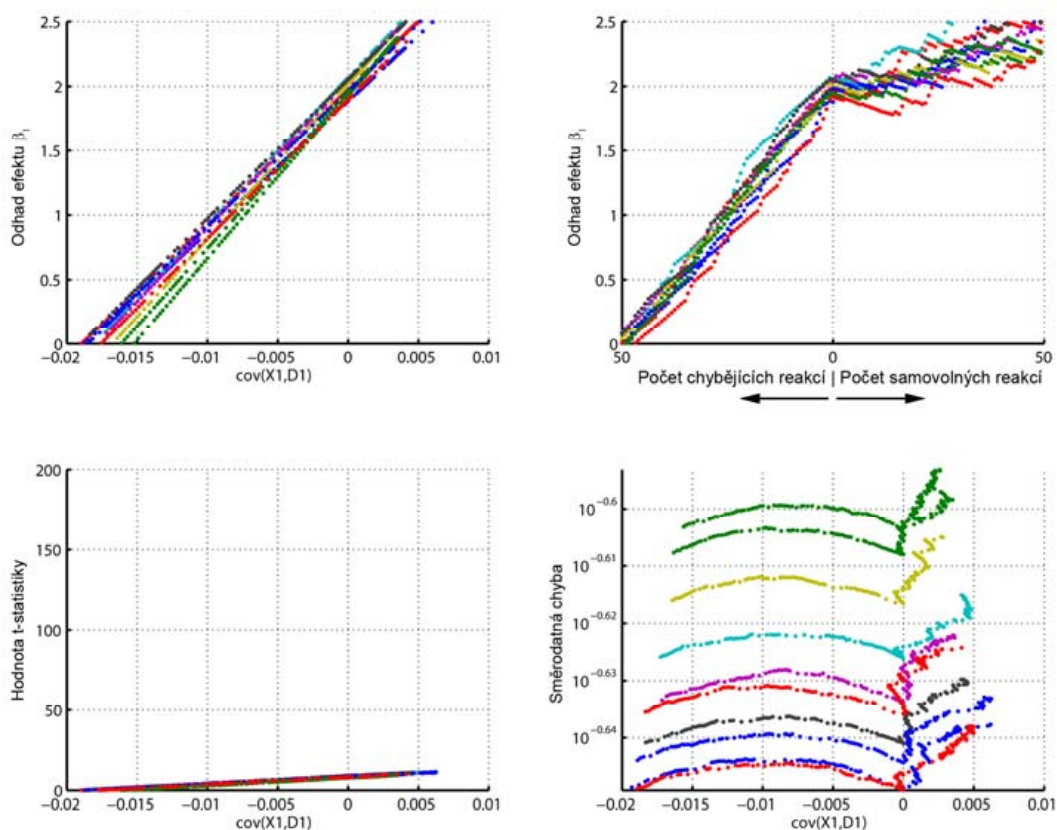 2.5
2
1.5
1
0.5
0
Odhad efektu β₁
−0.02 −0.015 −0.01 −0.005 0 0.005 0.01
cov(X1,D1)
2.5
2
1.5
1
0.5
0
Odhad efektu β₁
50 0 50
Počet chybějících reakcí | Počet samovolných reakcí
200
150
100
50
0
Hodnota t-statistiky
−0.02 −0.015 −0.01 −0.005 0 0.005 0.01
cov(X1,D1)
10^−0.6
10^−0.61
10^−0.62
10^−0.63
10^−0.64
Směrodatná chyba
−0.02 −0.015 −0.01 −0.005 0 0.005 0.01
cov(X1,D1)